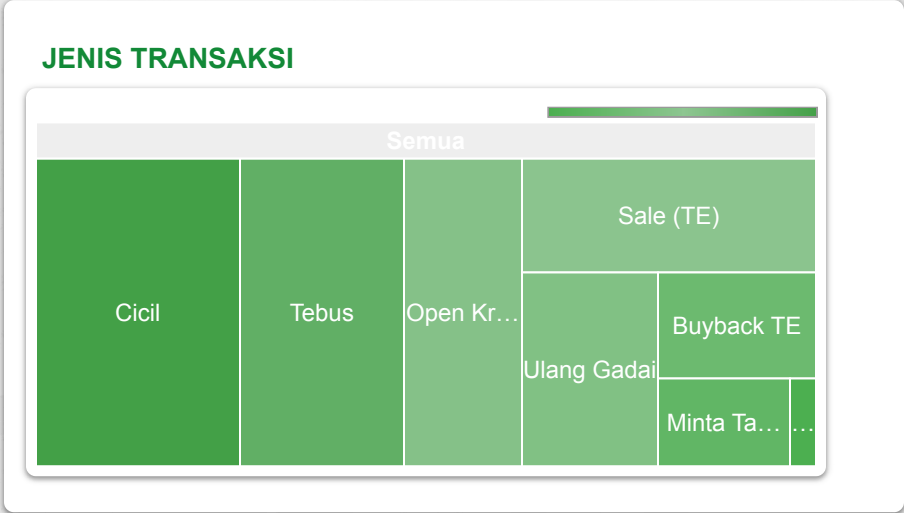 JENIS TRANSAKSI
Semua
Cicil
Tebus
Open Kr…
Sale (TE)
Ulang Gadai
Buyback TE
Minta Ta…
…